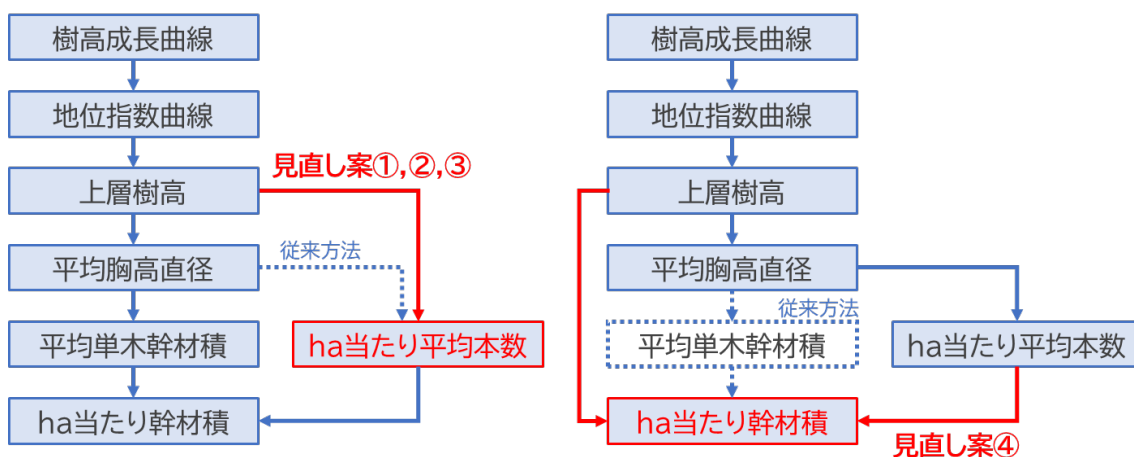 樹高成長曲線
地位指数曲線
見直し案①,②,③
上層樹高
従来方法
平均胸高直径
平均単木幹材積
ha当たり平均本数
ha当たり幹材積
樹高成長曲線
地位指数曲線
上層樹高
平均胸高直径
従来方法
平均単木幹材積
ha当たり平均本数
ha当たり幹材積
見直し案④